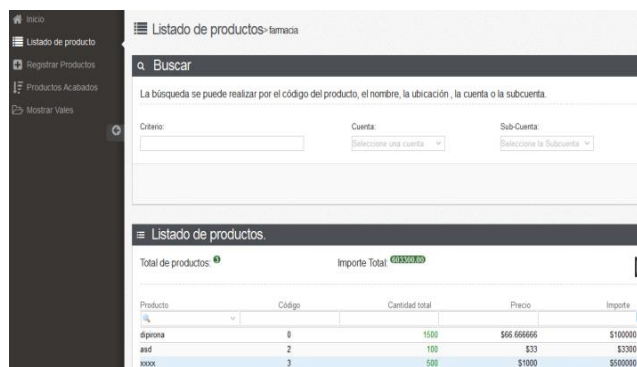 Inicio
Listado de producto
Registrar Productos
Productos Acabados
Mostrar Vales
Listado de productos> farmacia
Buscar
La búsqueda se puede realizar por el código del producto, el nombre, la ubicación , la cuenta o la subcuenta.
Criterio: Cuenta: Sub-Cuenta:
Seleccione una cuenta Seleccione la Subcuenta
Listado de productos.
Total de productos: 3 Importe Total: 603300.00
Producto Código Cantidad total Precio Importe
dipirona 0 1500 $66.666666 $100000
asd 2 100 $33 $3300
xxxx 3 500 $1000 $500000